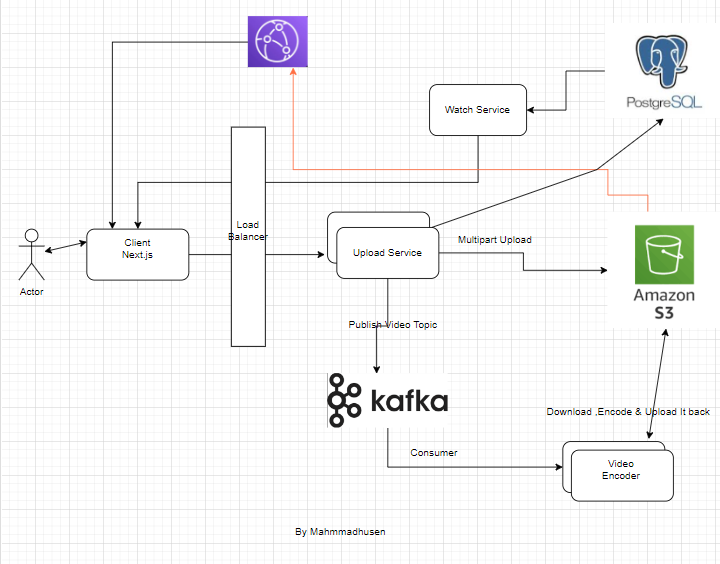 PostgreSQL
Watch Service
Load
Balancer
Client
Next.js
Upload Service
Multipart Upload
Actor
Amazon
S3
Publish Video Topic
kafka
Download ,Encode & Upload It back
Consumer
Video
Encoder
By Mahmmadhusen